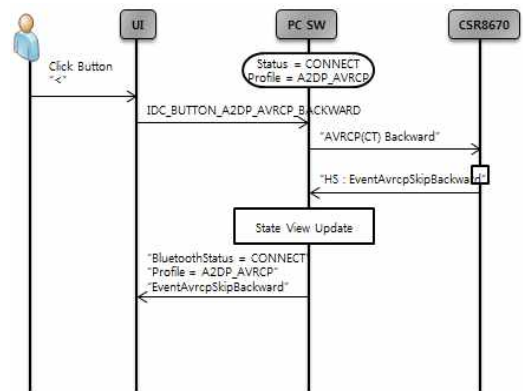 UI
PC SW
CSR8670
Status = CONNECT
Profile = A2DP_AVRCP
Click Button
"<"
IDC_BUTTON_A2DP_AVRCP_BACKWARD
"AVRCP(CT) Backward"
"HS : EventAvrcpSkipBackward"
State View Update
"BluetoothStatus = CONNECT"
"Profile = A2DP_AVRCP"
"EventAvrcpSkipBackward"